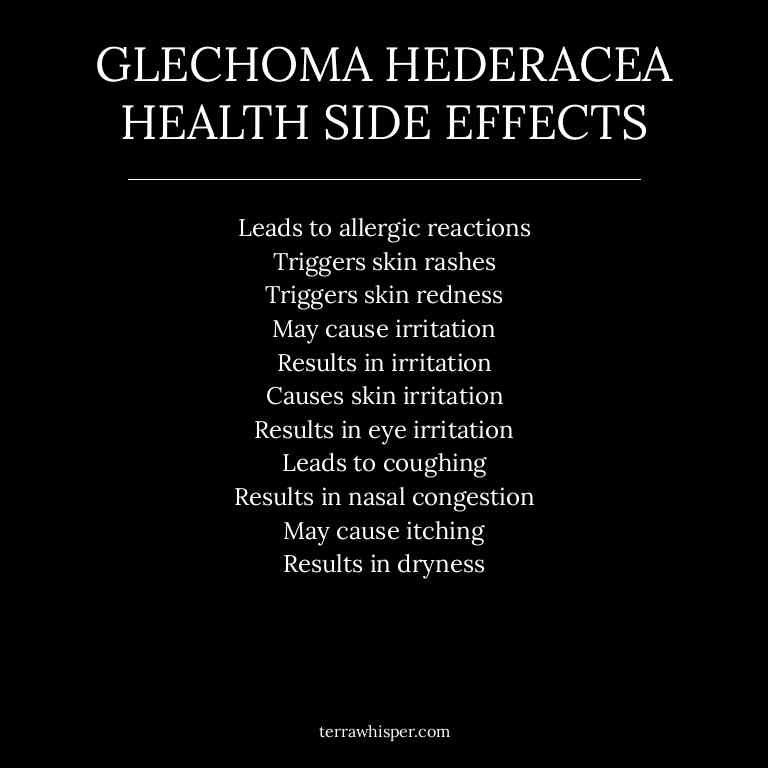 GLECHOMA HEDERACEA
HEALTH SIDE EFFECTS
Leads to allergic reactions
Triggers skin rashes
Triggers skin redness
May cause irritation
Results in irritation
Causes skin irritation
Results in eye irritation
Leads to coughing
Results in nasal congestion
May cause itching
Results in dryness
terrawhisper.com